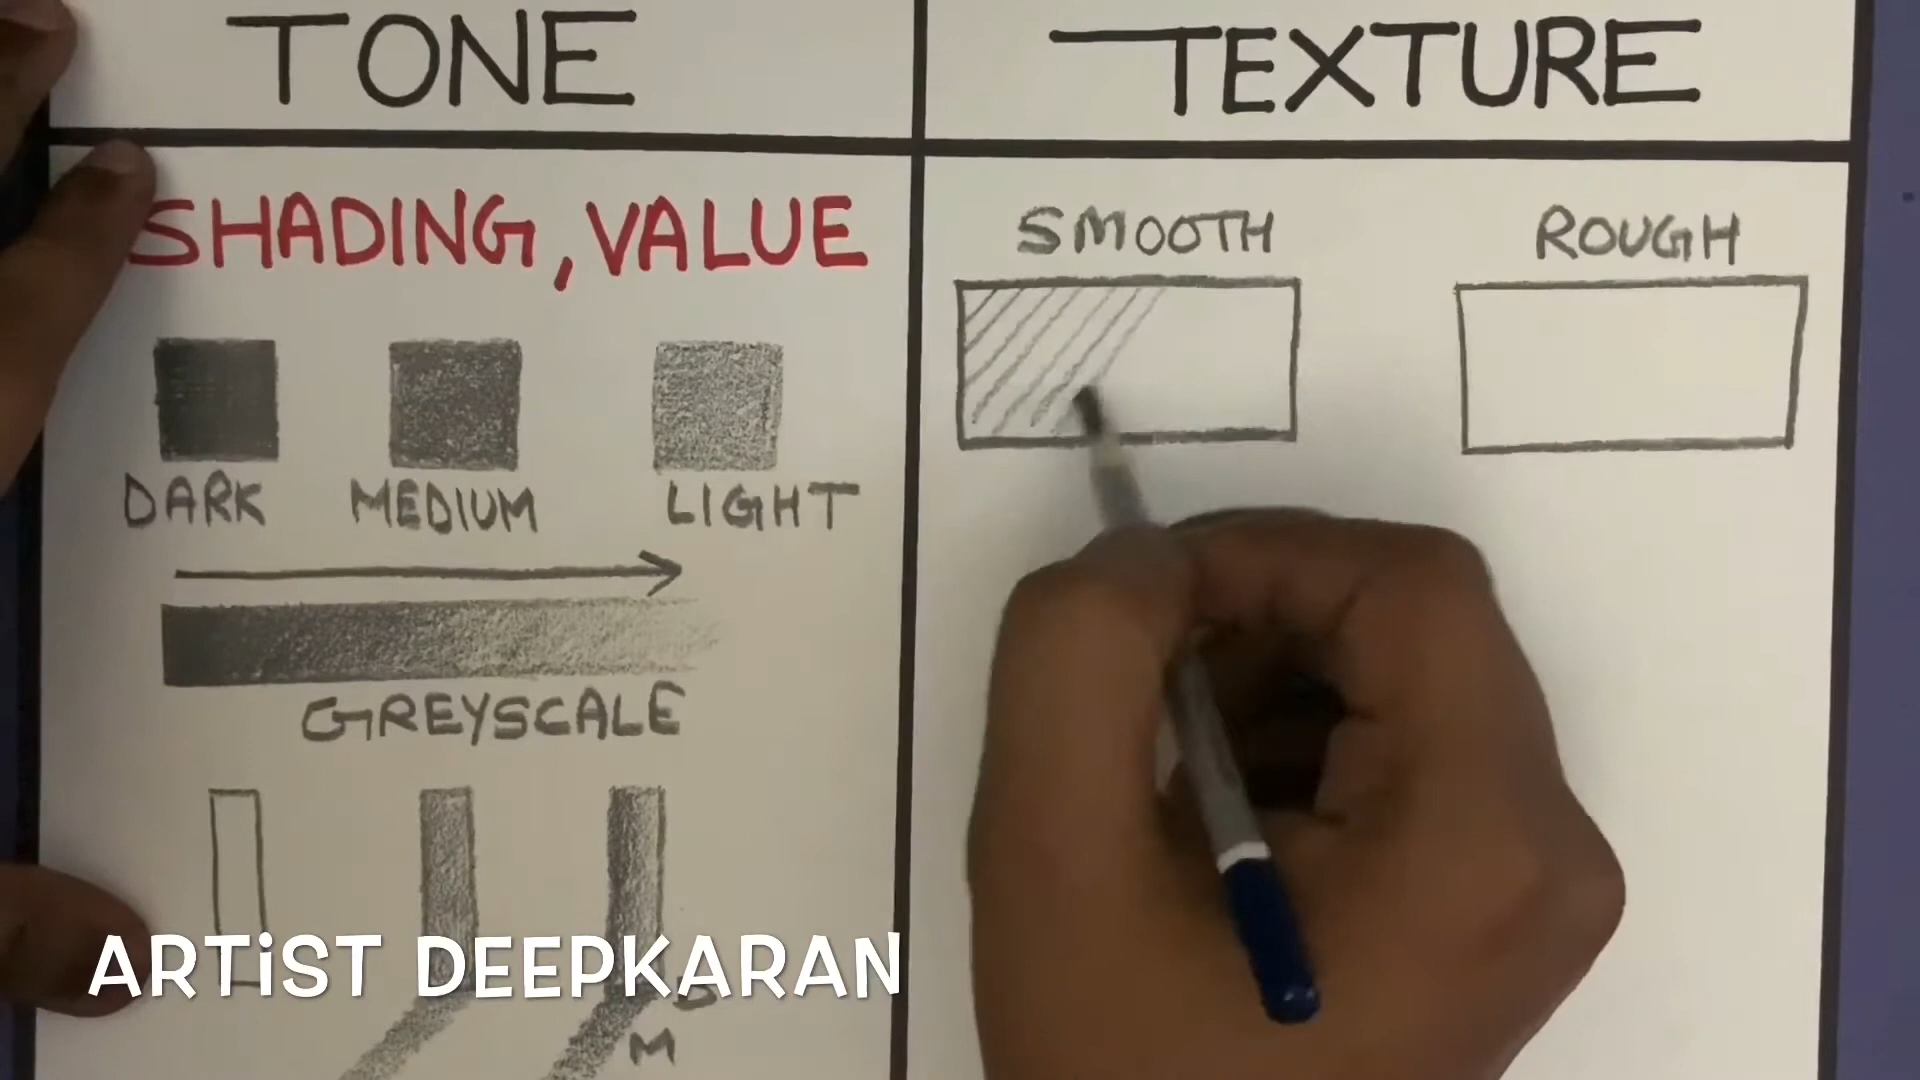 TONE
TEXTURE
SHADING, VALUE
DARK
MEDIUM
LIGHT
GREYSCALE
M
SMOOTH
ROUGH
ARTIST DEEPKARAN